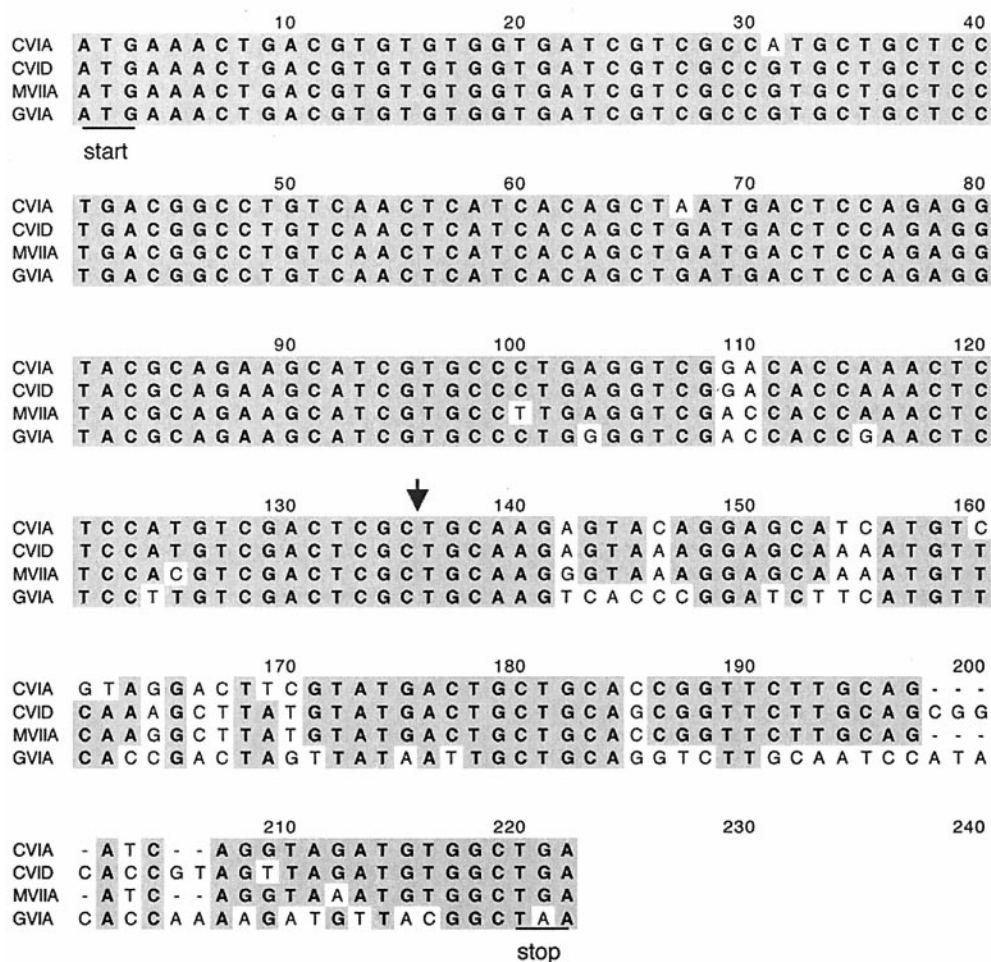 10 20 30 40
CVIA ATGAAACTGACGTGTGTGGTGATCGTCGCCATGCTGCTCC
CVID ATGAAACTGACGTGTGTGGTGATCGTCGCCGTGCTGCTCC
MVIIA ATGAAACTGACGTGTGTGGTGATCGTCGCCGTGCTGCTCC
GVIA ATGAAACTGACGTGTGTGGTGATCGTCGCCGTGCTGCTCC
start
50 60 70 80
CVIA TGACGGCCTGTCAACTCATCACAGCTAATGACTCCAGAGG
CVID TGACGGCCTGTCAACTCATCACAGCTGATGACTCCAGAGG
MVIIA TGACGGCCTGTCAACTCATCACAGCTGATGACTCCAGAGG
GVIA TGACGGCCTGTCAACTCATCACAGCTGATGACTCCAGAGG
90 100 110 120
CVIA TACGCAGAAGCATCGTGCCCTGAGGTCGGACACCAAACTC
CVID TACGCAGAAGCATCGTGCCCTGAGGTCGGACACCAAACTC
MVIIA TACGCAGAAGCATCGTGCCTTGAGGTCGACCACCAAACTC
GVIA TACGCAGAAGCATCGTGCCCTGGGGTCGACCACCGAACTC
130 140 150 160
CVIA TCCATGTCGACTCGCTGCAAGAGTACAGGAGCATCATGTC
CVID TCCATGTCGACTCGCTGCAAGAGTAAAGGAGCAAAATGTT
MVIIA TCCACGTCGACTCGCTGCAAGGGTAAAGGAGCAAAATGTT
GVIA TCCTTGTCGACTCGCTGCAAGTCACCCGGATCTTCATGTT
170 180 190 200
CVIA GTAGGACTTCGTATGACTGCTGCACCGGTTCTTGCAG---
CVID CAAAGCTTATGTATGACTGCTGCAGCGGTTCTTGCAGCGG
MVIIA CAAGGCTTATGTATGACTGCTGCACCGGTTCTTGCAG---
GVIA CACCGACTAGTTATAATTGCTGCAGGTCTTGCAATCCATA
210 220 230 240
CVIA -ATC--AGGTAGATGTGGCTGA
CVID CACCGTAGTTAGATGTGGCTGA
MVIIA -ATC--AGGTAAATGTGGCTGA
GVIA CACCAAAAGATGTTACGGCTAA
stop